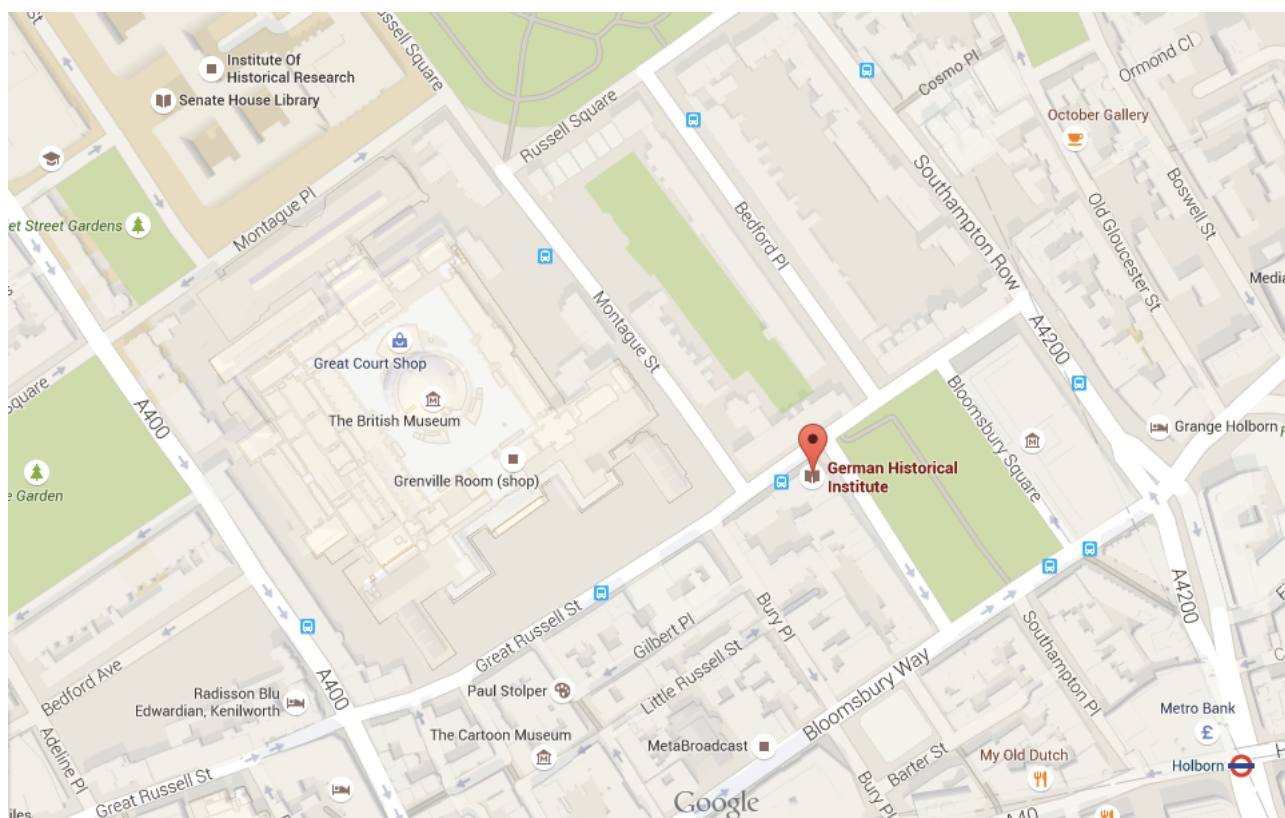 St
Russell Square
Institute Of
Historical Research
Senate House Library
Russell Square
Cosmo Pl
Ormond Cl
October Gallery
Southampton Row
Boswell St
Old Gloucester St
et Street Gardens
Montague Pl
Bedford Pl
Media
Montague St
Great Court Shop
A4200
The British Museum
Square
A400
Bloomsbury Square
Grange Holborn
Grenville Room (shop)
German Historical
Institute
e Garden
A4200
Great Russell St
Gilbert Pl
Bury Pl
Southampton Pl
Little Russell St
Bloomsbury Way
Bedford Ave
A400
Radisson Blu
Edwardian, Kenilworth
Paul Stolper
The Cartoon Museum
MetaBroadcast
Metro Bank
Barter St
My Old Dutch
Holborn
H
Adeline Pl
Great Russell St
Bury Pl
Google
A40
iles